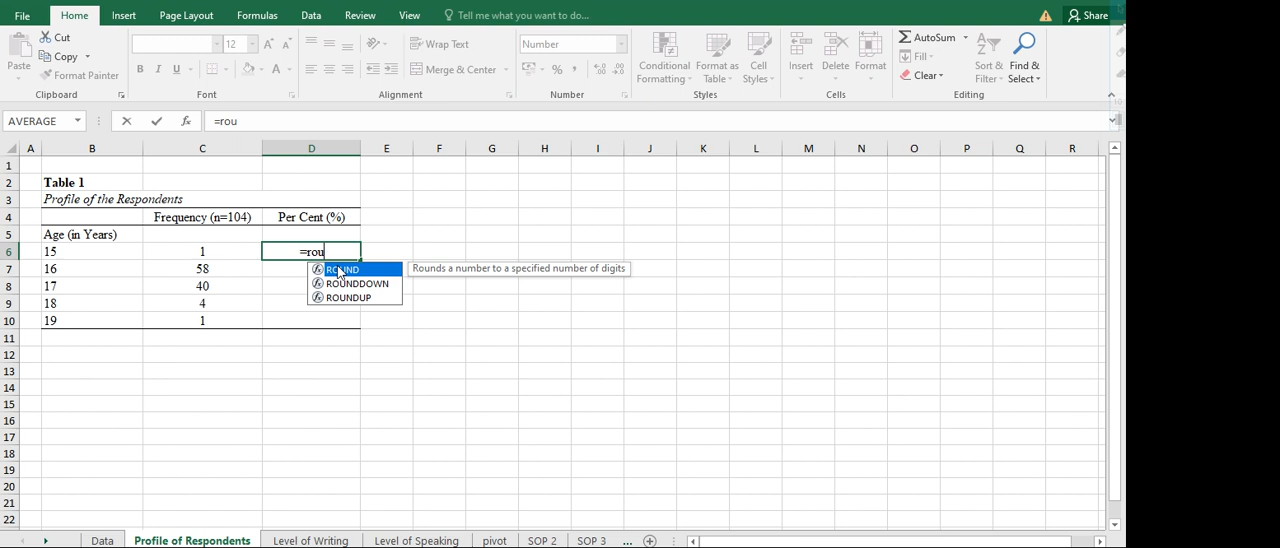 File Home Insert Page Layout Formulas Data Review View Tell me what you want to do... Share
Paste Cut Copy Format Painter
12
Wrap Text
Merge & Center
Number
Conditional Formatting Format as Table Cell Styles
Insert Delete Format
AutoSum Fill Clear
Sort & Filter Find & Select
Clipboard Font Alignment Number Styles Cells Editing
AVERAGE fx =rou
A B C D E F G H I J K L M N O P Q R
1
2 Table 1
3 Profile of the Respondents
4 Frequency (n=104) Per Cent (%)
5 Age (in Years)
6 15 1 =rou
7 16 58 ROUND Rounds a number to a specified number of digits
8 17 40 ROUNDDOWN
9 18 4 ROUNDUP
10 19 1
11
12
13
14
15
16
17
18
19
20
21
22
Data Profile of Respondents Level of Writing Level of Speaking pivot SOP 2 SOP 3 ...